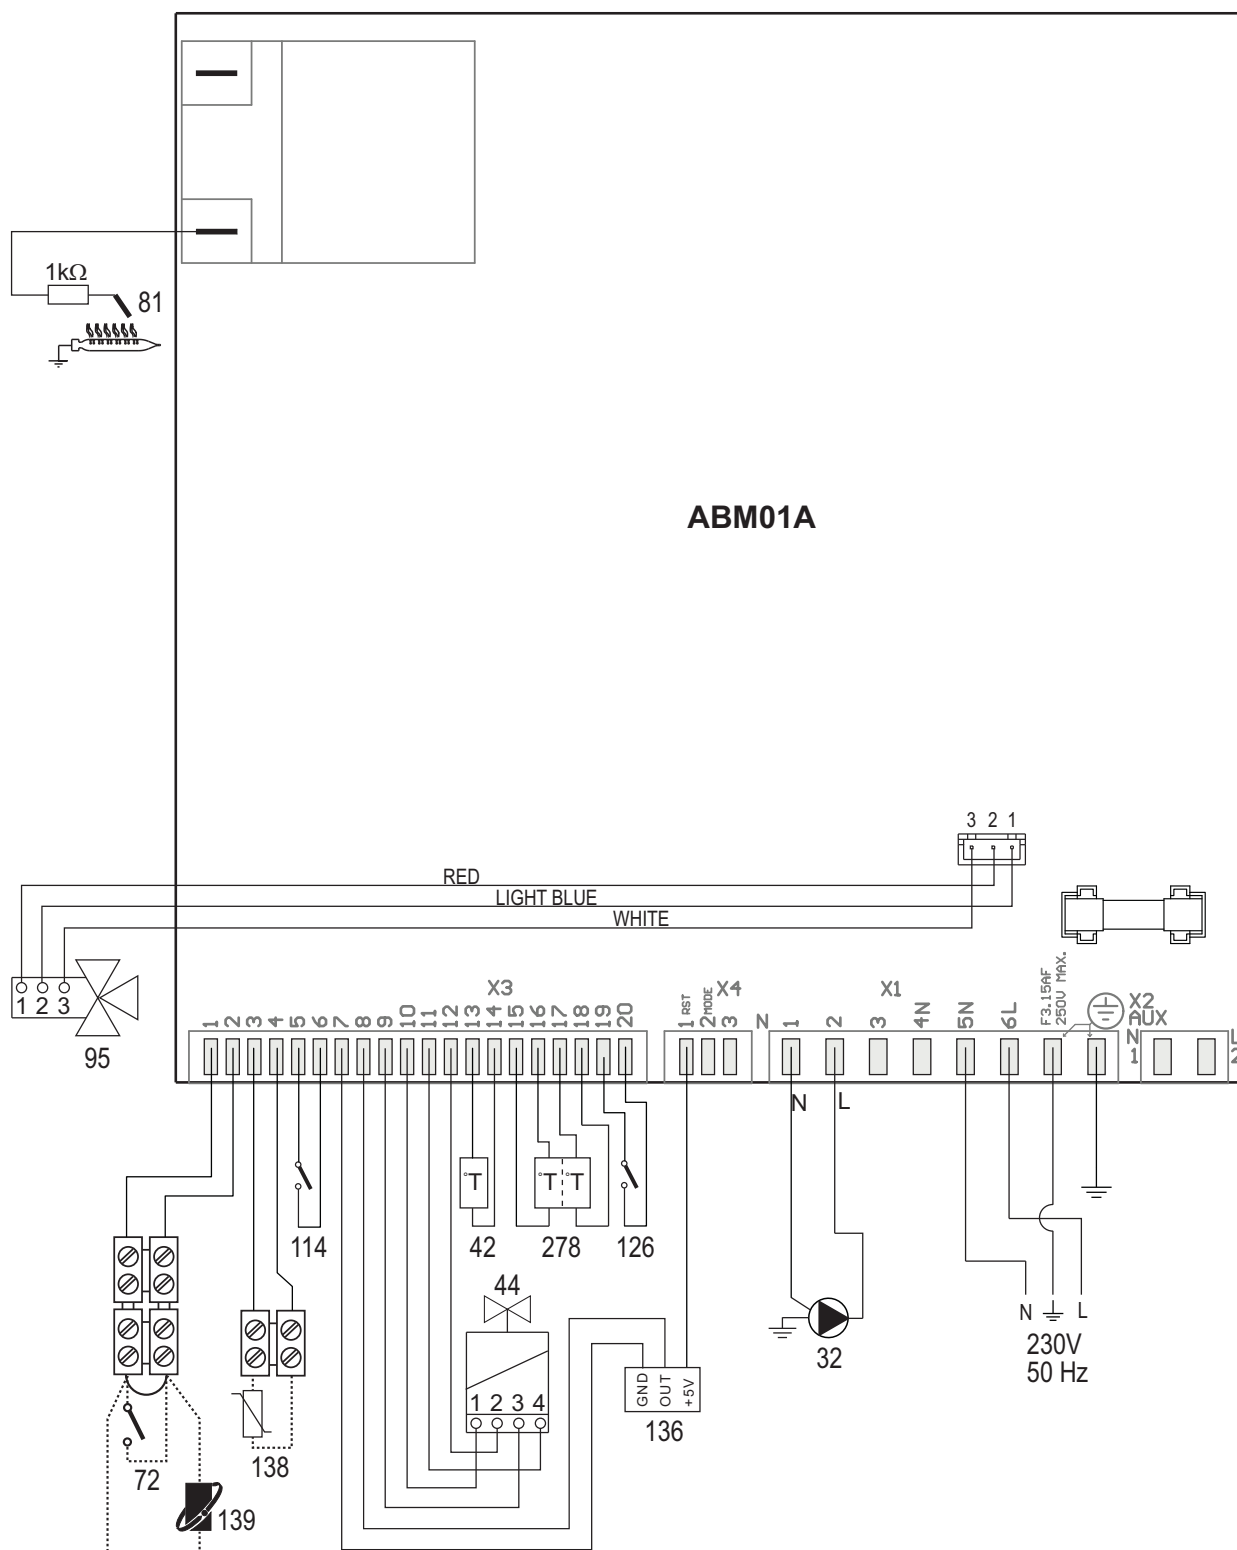 1kΩ
81
ABM01A
3 2 1
RED
LIGHT BLUE
WHITE
1 2 3
95
X3
1 2 3 4 5 6 7 8 9 10 11 12 13 14 15 16 17 18 19 20
X4
1 RST
2 MODE
3
X1
N 1 2 3 4N 5N 6L
F3.15AF
250V MAX.
X2
AUX
N
1
L
2
N L
°T
°T °T
114
42
278
126
44
1 2 3 4
GND
OUT
+5V
136
32
N L
230V
50 Hz
72
138
139